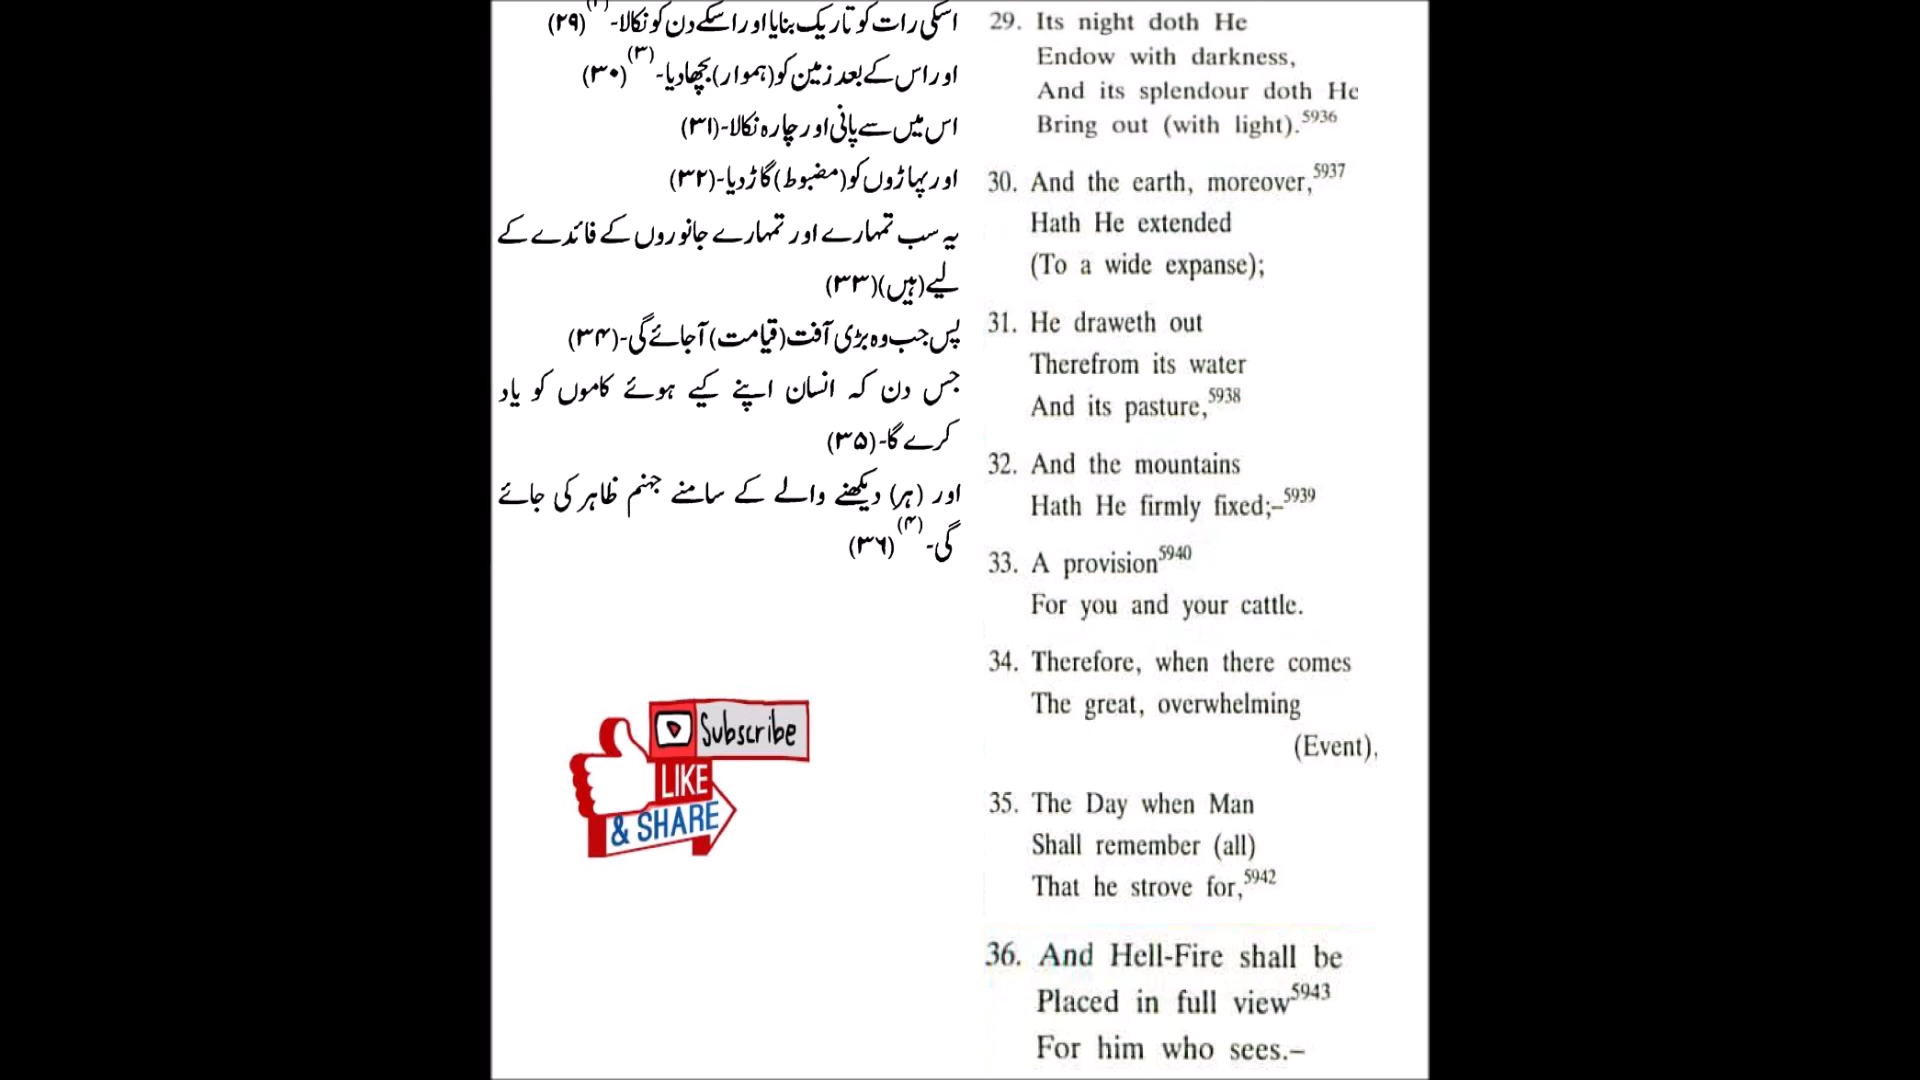 اسکی رات کو تاریک بنایا اور اسکے دن کو نکالا۔(۲) (۲۹)
اور اس کے بعد زمین کو (ہموار) بچھا دیا۔(۳) (۳۰)
اس میں سے پانی اور چارہ نکالا۔(۳۱)
اور پہاڑوں کو (مضبوط) گاڑ دیا۔(۳۲)
یہ سب تمہارے اور تمہارے جانوروں کے فائدے کے
لیے (ہیں) (۳۳)
پس جب وہ بڑی آفت (قیامت) آجائے گی۔(۳۴)
جس دن کہ انسان اپنے کیے ہوئے کاموں کو یاد
کرے گا۔(۳۵)
اور (ہر) دیکھنے والے کے سامنے جہنم ظاہر کی جائے
گی۔(۴) (۳۶)
Subscribe
LIKE
& SHARE
29. Its night doth He
Endow with darkness,
And its splendour doth He
Bring out (with light).5936
30. And the earth, moreover,5937
Hath He extended
(To a wide expanse);
31. He draweth out
Therefrom its water
And its pasture,5938
32. And the mountains
Hath He firmly fixed;–5939
33. A provision5940
For you and your cattle.
34. Therefore, when there comes
The great, overwhelming
(Event),
35. The Day when Man
Shall remember (all)
That he strove for,5942
36. And Hell-Fire shall be
Placed in full view5943
For him who sees.–